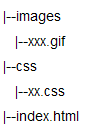 |--images
|--xxx.gif
|--css
|--xx.css
|--index.html